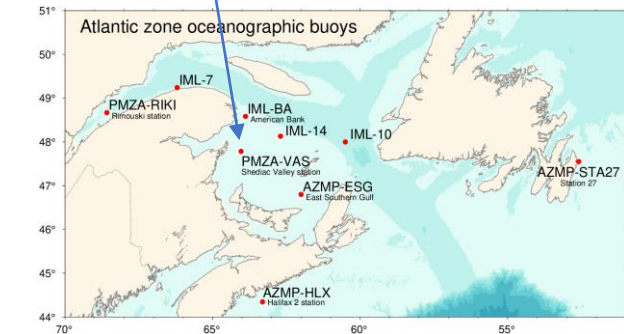 51°
Atlantic zone oceanographic buoys
50°
IML-7
49°
PMZA-RIKI
Rimouski station
IML-BA
American Bank
IML-14
IML-10
48°
PMZA-VAS
Shediac Valley station
AZMP-STA27
Station 27
47°
AZMP-ESG
East Southern Gulf
46°
45°
AZMP-HLX
Halifax 2 station
44°
70°
65°
60°
55°